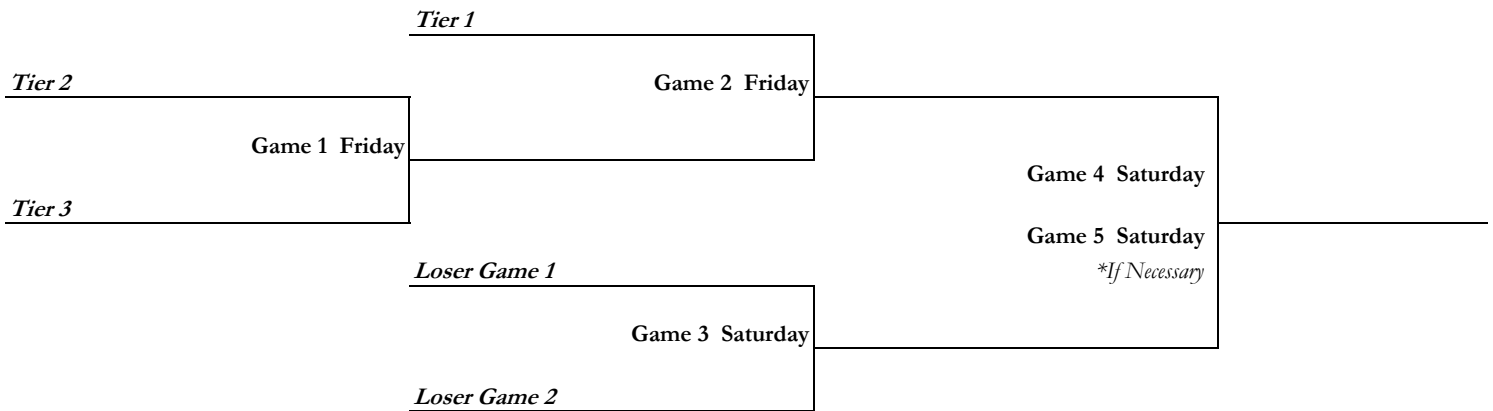 Tier 1
Tier 2
Game 2 Friday
Game 1 Friday
Game 4 Saturday
Tier 3
Game 5 Saturday
Loser Game 1
*If Necessary
Game 3 Saturday
Loser Game 2